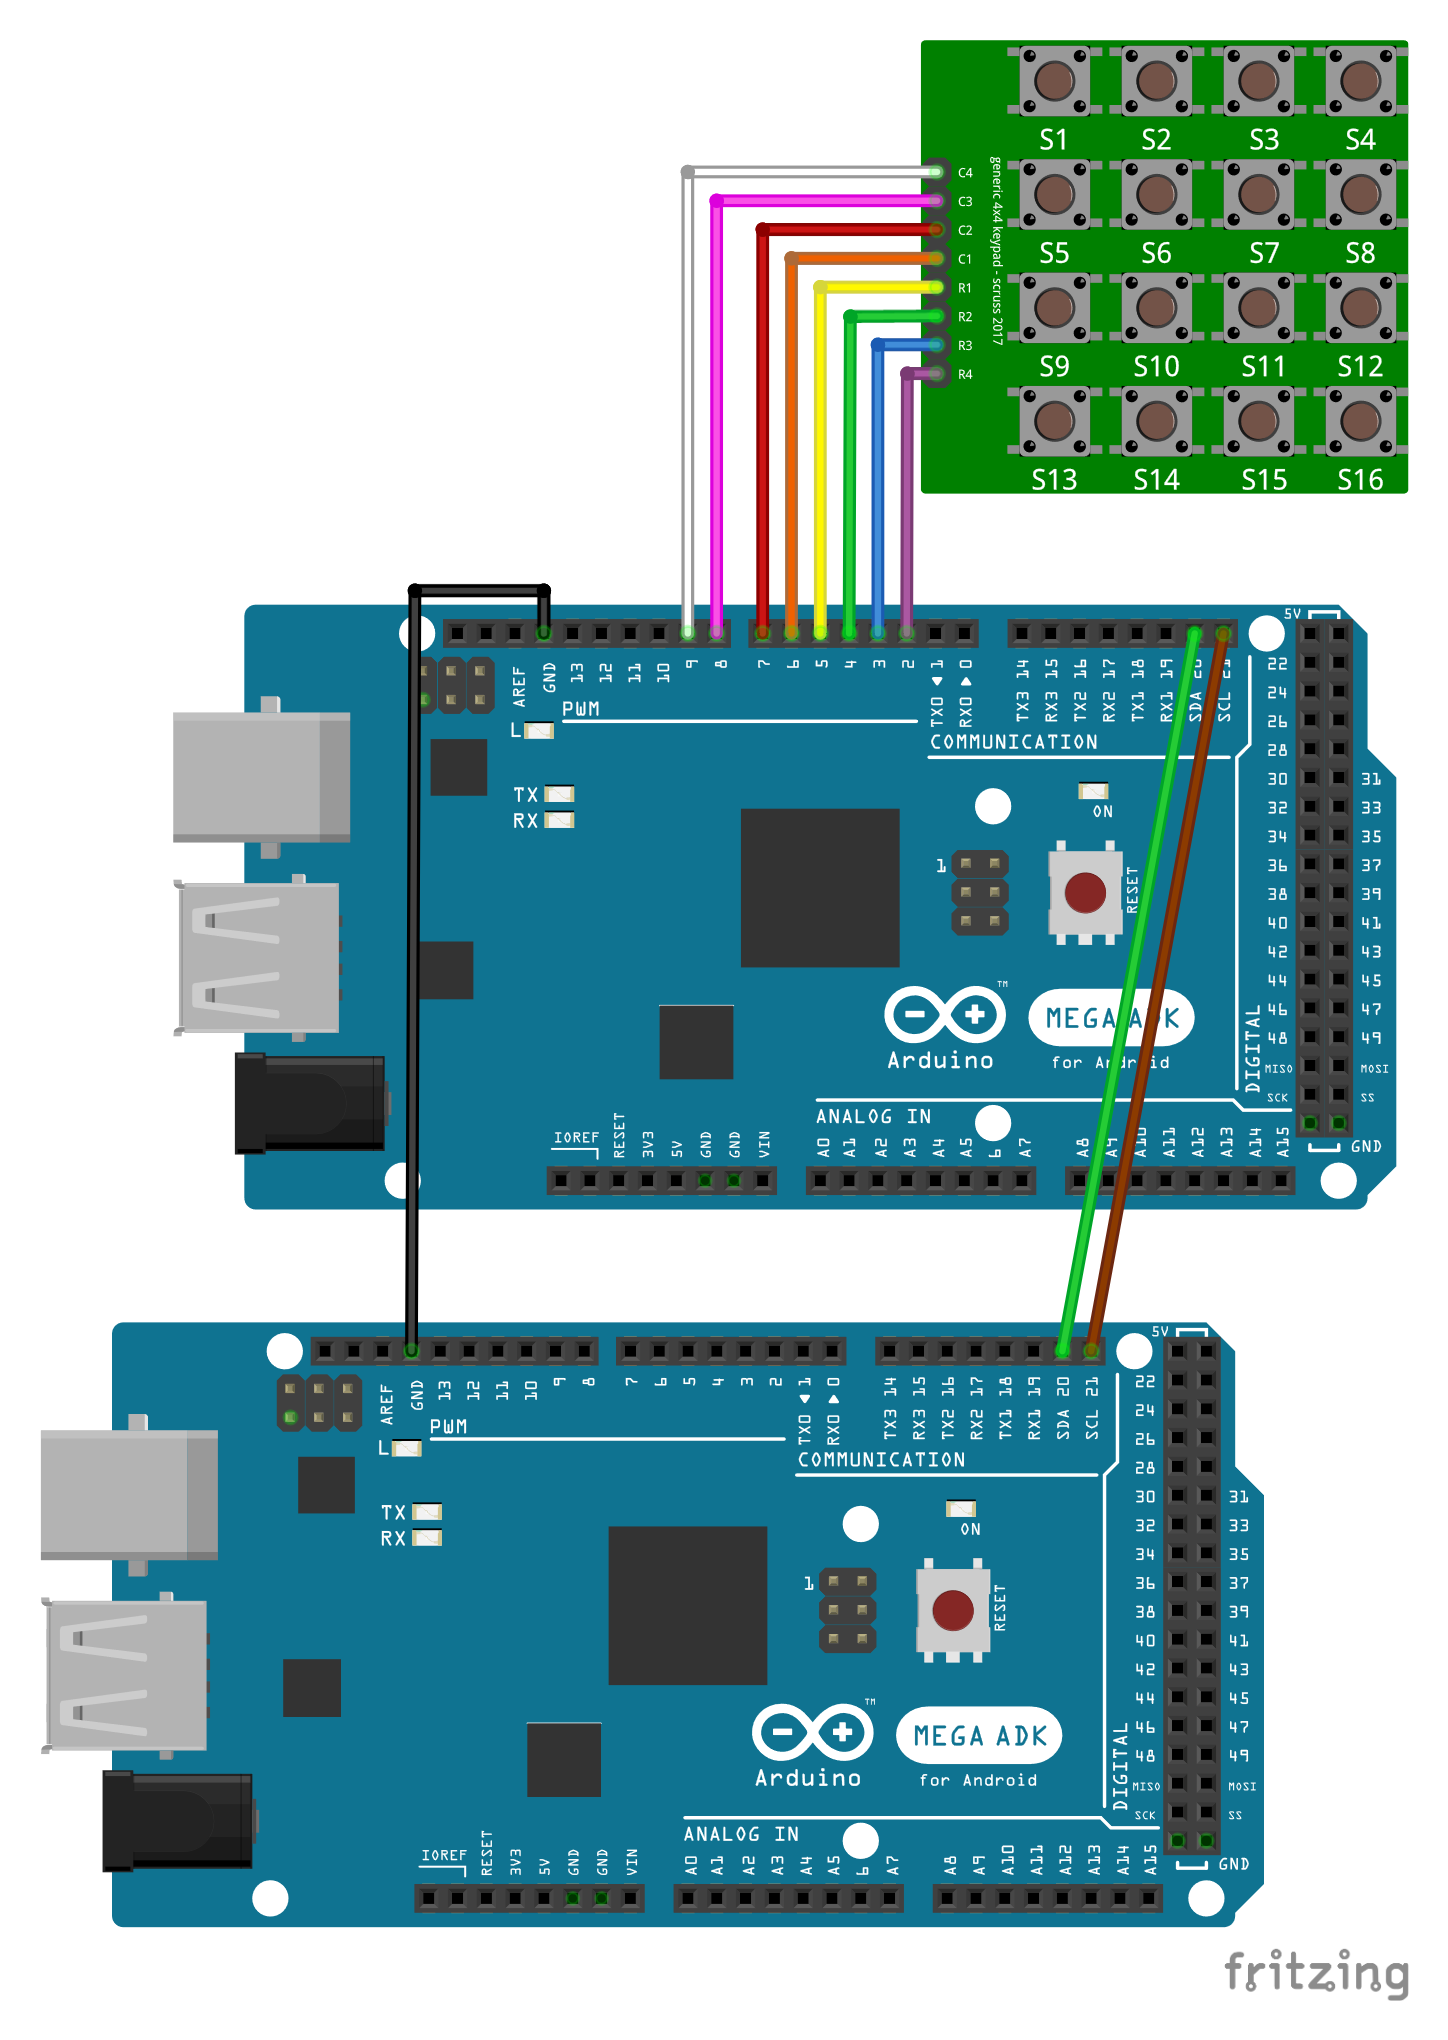 S1 S2 S3 S4
C4
C3
C2
C1
R1
R2
R3
R4
generic 4x4 keypad - scruss 2017
S5 S6 S7 S8
S9 S10 S11 S12
S13 S14 S15 S16
AREF GND 13 12 11 10 9 8 7 6 5 4 3 2 TX0 1 RX0 0 TX3 14 RX3 15 TX2 16 RX2 17 TX1 18 RX1 19 SDA 20 SCL 21
5V
22
24
26
28
30 31
32 33
34 35
36 37
38 39
40 41
42 43
44 45
46 47
48 49
MISO MOSI
SCK SS
GND
L
PWM
COMMUNICATION
TX
RX
ON
1
RESET
TM
Arduino
MEGA ADK
for Android
DIGITAL
ANALOG IN
IOREF RESET 3V3 5V GND GND VIN
A0 A1 A2 A3 A4 A5 6 A7 A8 A9 A10 A11 A12 A13 A14 A15
AREF GND 13 12 11 10 9 8 7 6 5 4 3 2 TX0 1 RX0 0 TX3 14 RX3 15 TX2 16 RX2 17 TX1 18 RX1 19 SDA 20 SCL 21
5V
22
24
26
28
30 31
32 33
34 35
36 37
38 39
40 41
42 43
44 45
46 47
48 49
MISO MOSI
SCK SS
GND
L
PWM
COMMUNICATION
TX
RX
ON
1
RESET
TM
Arduino
MEGA ADK
for Android
DIGITAL
ANALOG IN
IOREF RESET 3V3 5V GND GND VIN
A0 A1 A2 A3 A4 A5 6 A7 A8 A9 A10 A11 A12 A13 A14 A15
fritzing